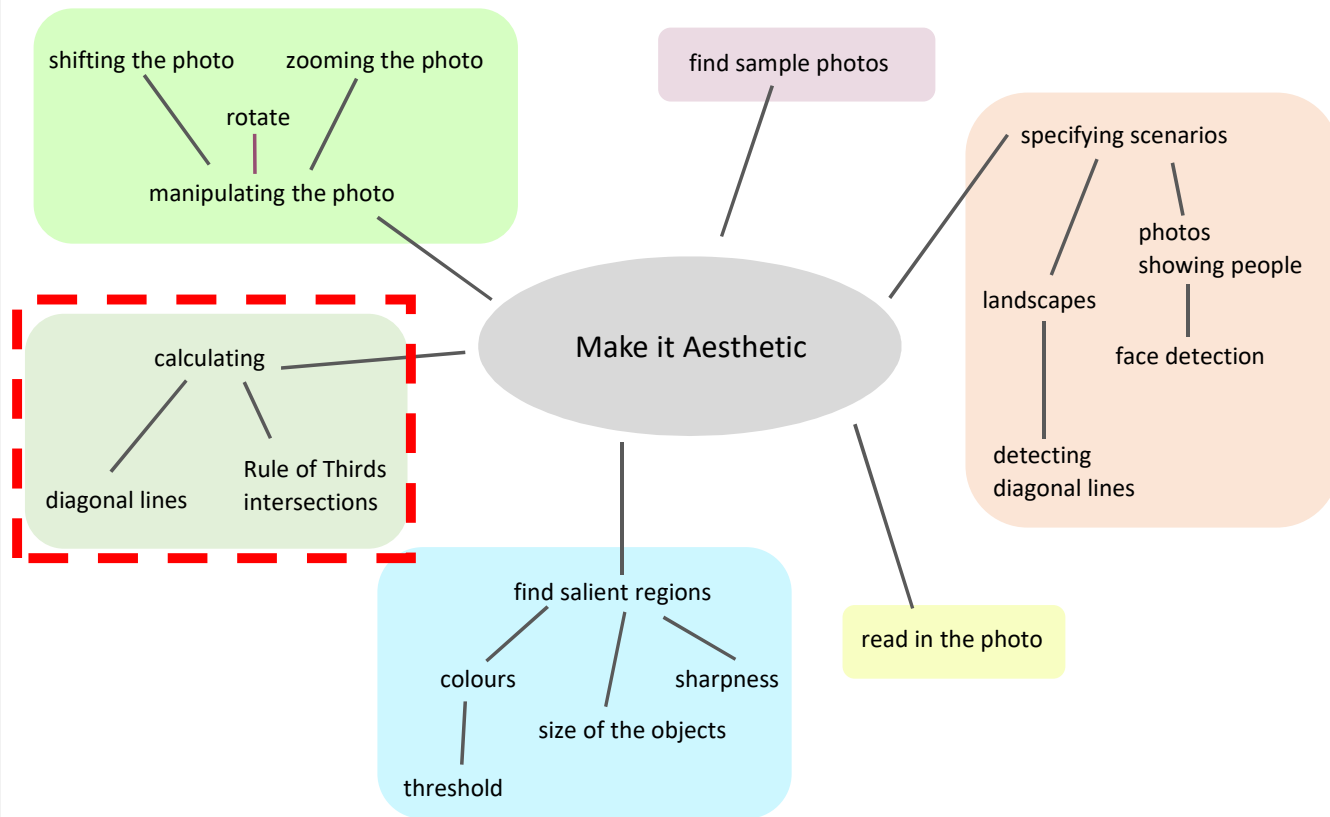 shifting the photo
zooming the photo
rotate
manipulating the photo
find sample photos
specifying scenarios
photos
showing people
landscapes
face detection
detecting
diagonal lines
Make it Aesthetic
calculating
Rule of Thirds
intersections
diagonal lines
find salient regions
colours
sharpness
size of the objects
threshold
read in the photo